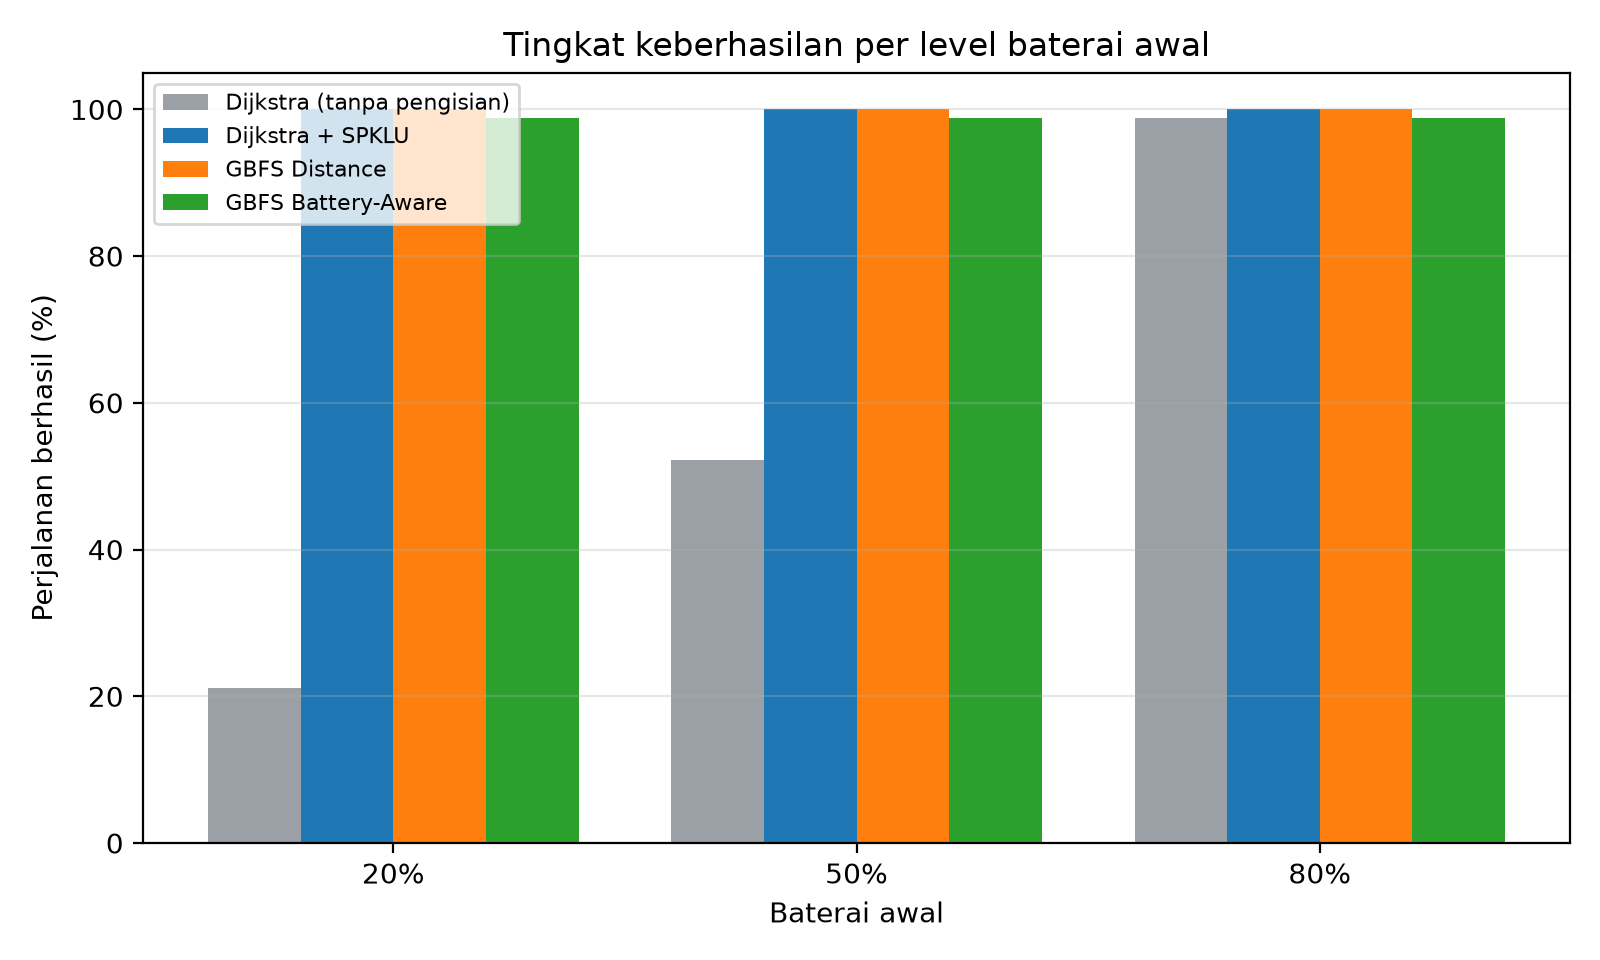 Tingkat keberhasilan per level baterai awal
Dijkstra (tanpa pengisian)
Dijkstra + SPKLU
GBFS Distance
GBFS Battery-Aware
Perjalanan berhasil (%)
100
80
60
40
20
0
20%
50%
80%
Baterai awal